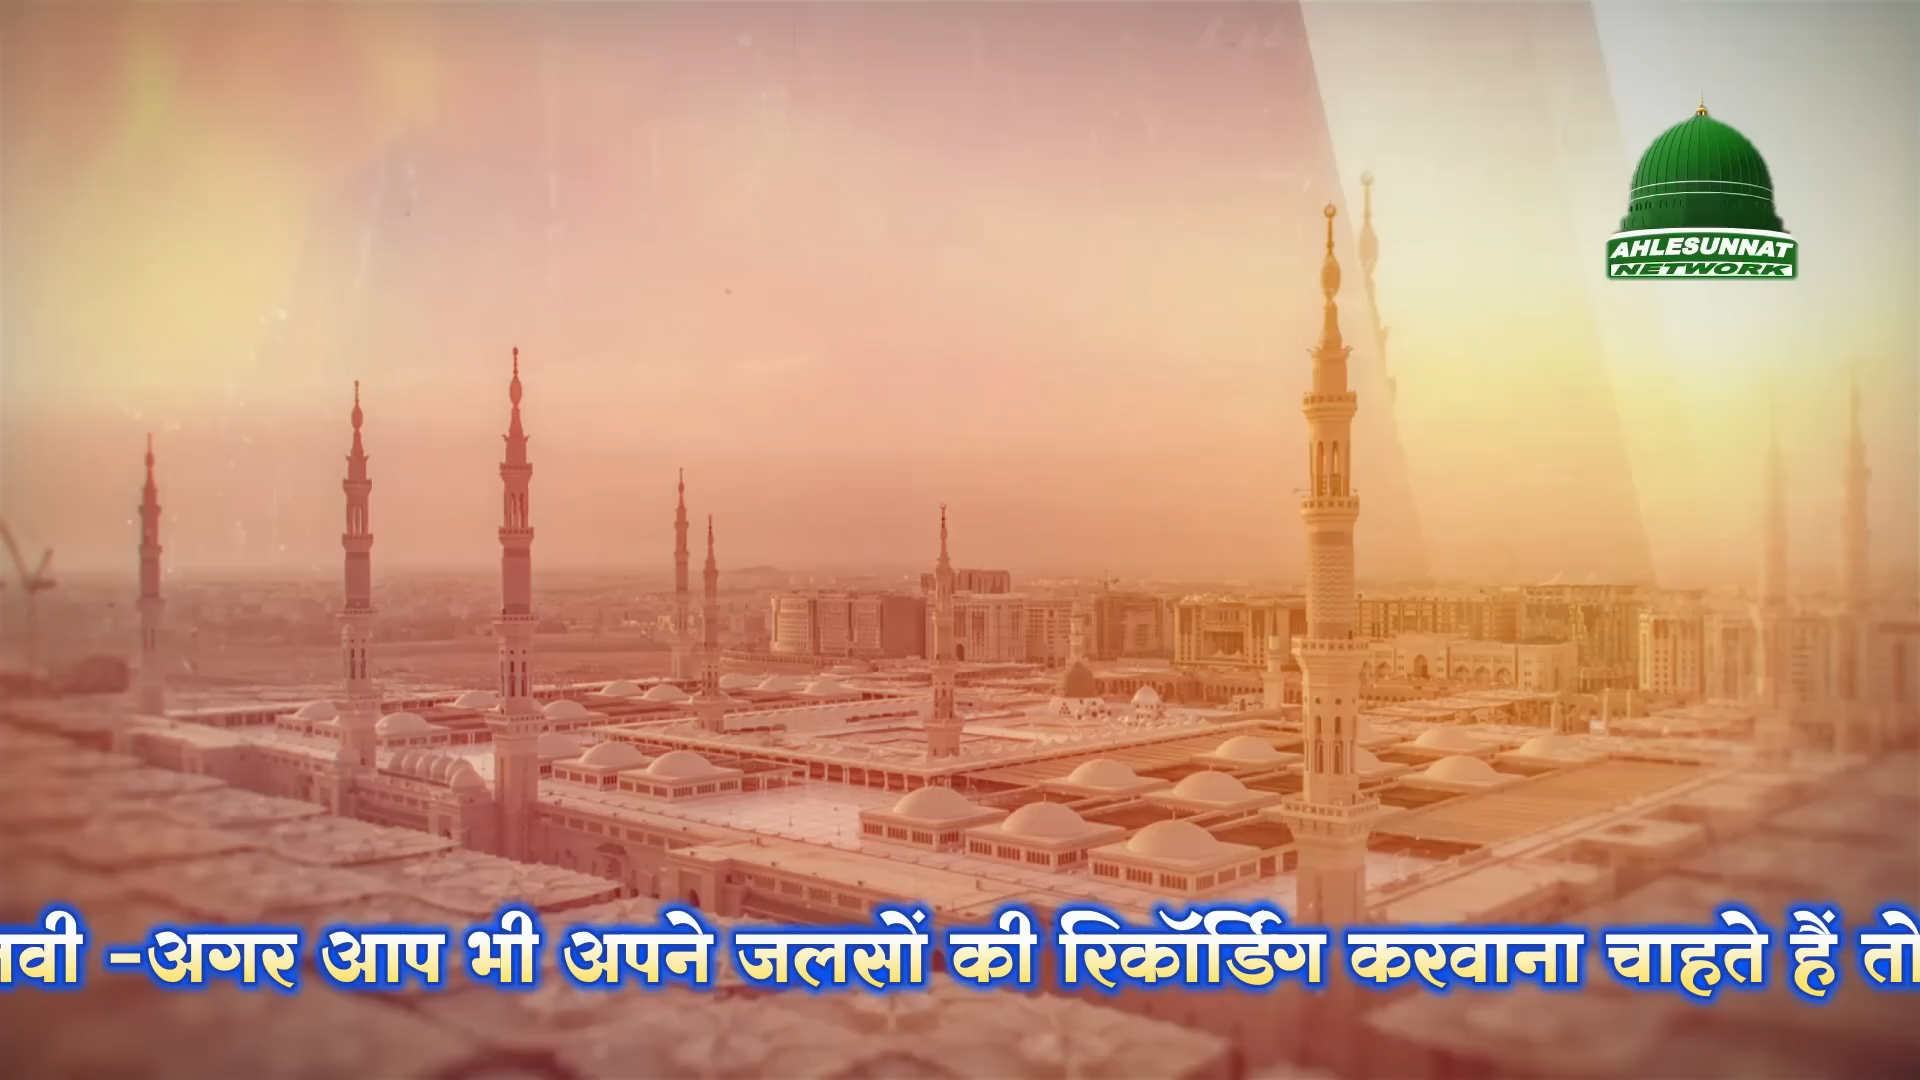 AHLESUNNAT
NETWORK
-अगर आप भी अपने जलसों की रिकॉर्डिंग करवाना चाहते हैं तो